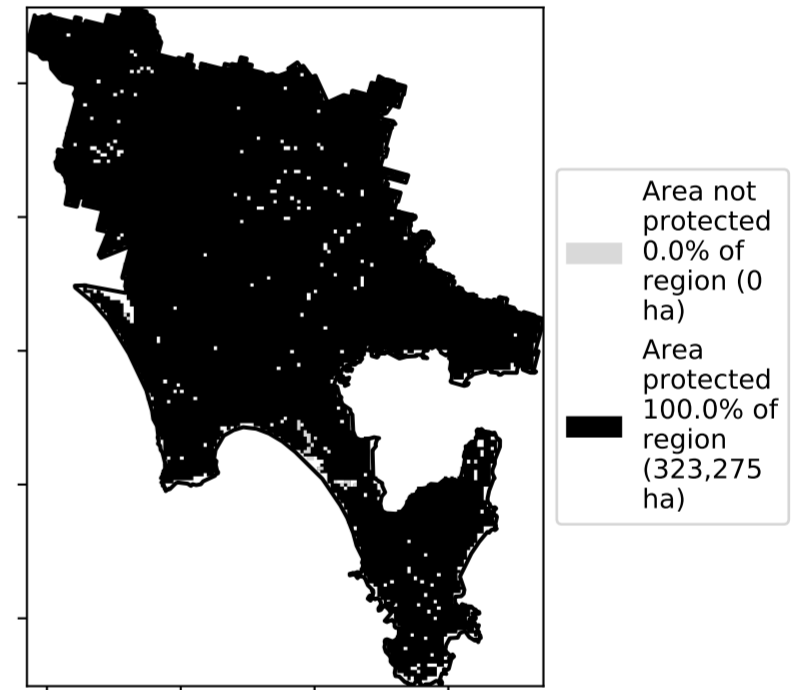 Area not
protected
0.0% of
region (0
ha)
Area
protected
100.0% of
region
(323,275
ha)